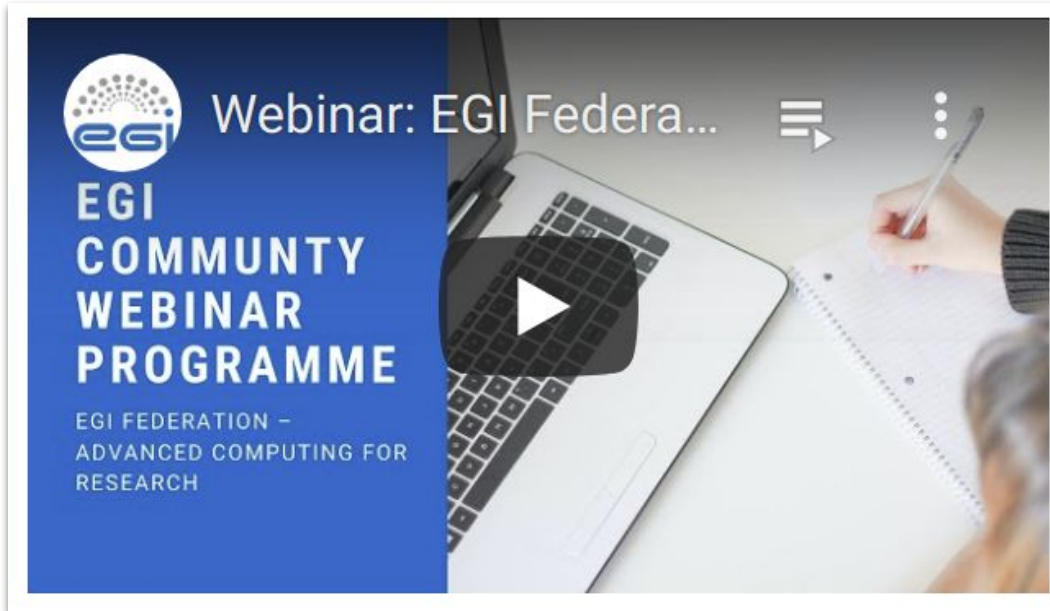 egi
Webinar: EGI Federa...
EGI
COMMUNTY
WEBINAR
PROGRAMME
EGI FEDERATION –
ADVANCED COMPUTING FOR
RESEARCH